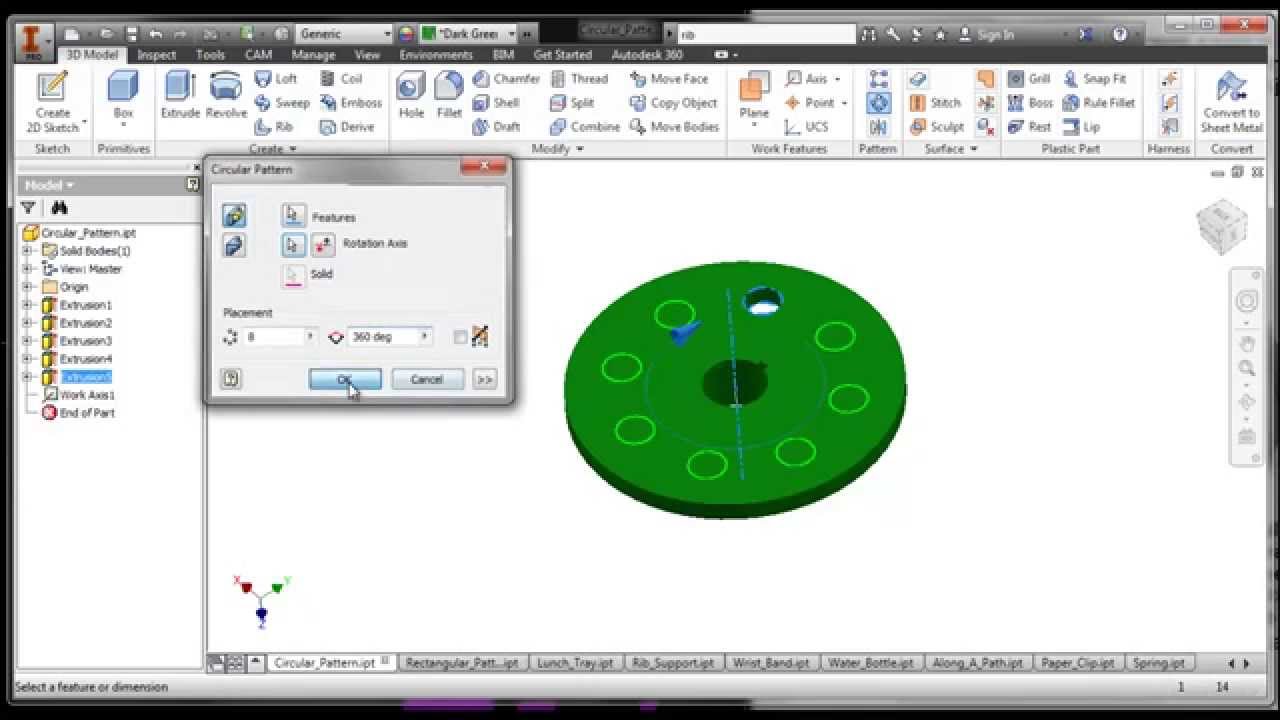 PRO
Generic
*Dark Greer
Circular_Patte
rib
Sign In
3D Model Inspect Tools CAM Manage View Environments BIM Get Started Autodesk 360
Create 2D Sketch
Box
Extrude
Revolve
Loft
Sweep
Rib
Coil
Emboss
Derive
Hole
Fillet
Chamfer
Shell
Draft
Thread
Split
Combine
Move Face
Copy Object
Move Bodies
Plane
Axis
Point
UCS
Stitch
Sculpt
Grill
Boss
Rest
Snap Fit
Rule Fillet
Lip
Convert to Sheet Metal
Sketch Primitives Create Modify Work Features Pattern Surface Plastic Part Harness Convert
Model
Circular_Pattern.ipt
Solid Bodies(1)
View: Master
Origin
Extrusion1
Extrusion2
Extrusion3
Extrusion4
Extrusion5
Work Axis1
End of Part
Circular Pattern
Features
Rotation Axis
Solid
Placement
8
360 deg
OK
Cancel
>>
X Y
Z
Circular_Pattern.ipt Rectangular_Patt...ipt Lunch_Tray.ipt Rib_Support.ipt Wrist_Band.ipt Water_Bottle.ipt Along_A_Path.ipt Paper_Clip.ipt Spring.ipt
Select a feature or dimension
1 14